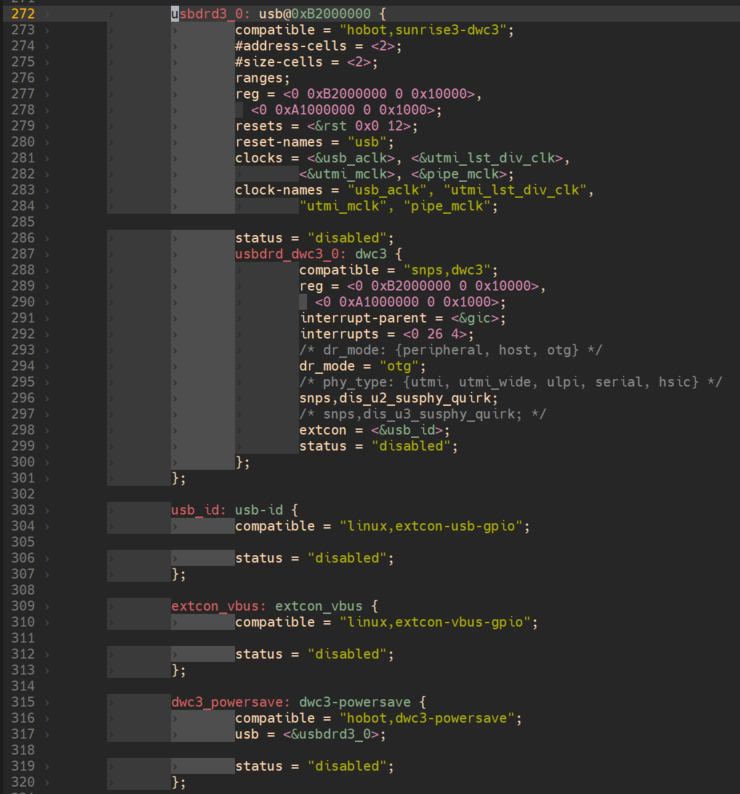 272 usbdrd3_0: usb@0xB2000000 {
273 compatible = "hobot,sunrise3-dwc3";
274 #address-cells = <2>;
275 #size-cells = <2>;
276 ranges;
277 reg = <0 0xB2000000 0 0x10000>,
278 <0 0xA1000000 0 0x1000>;
279 resets = <&rst 0x0 12>;
280 reset-names = "usb";
281 clocks = <&usb_aclk>, <&utmi_lst_div_clk>,
282 <&utmi_mclk>, <&pipe_mclk>;
283 clock-names = "usb_aclk", "utmi_lst_div_clk",
284 "utmi_mclk", "pipe_mclk";
285
286 status = "disabled";
287 usbdrd_dwc3_0: dwc3 {
288 compatible = "snps,dwc3";
289 reg = <0 0xB2000000 0 0x10000>,
290 <0 0xA1000000 0 0x1000>;
291 interrupt-parent = <&gic>;
292 interrupts = <0 26 4>;
293 /* dr_mode: {peripheral, host, otg} */
294 dr_mode = "otg";
295 /* phy_type: {utmi, utmi_wide, ulpi, serial, hsic} */
296 snps,dis_u2_susphy_quirk;
297 /* snps,dis_u3_susphy_quirk; */
298 extcon = <&usb_id>;
299 status = "disabled";
300 };
301 };
302
303 usb_id: usb-id {
304 compatible = "linux,extcon-usb-gpio";
305
306 status = "disabled";
307 };
308
309 extcon_vbus: extcon_vbus {
310 compatible = "linux,extcon-vbus-gpio";
311
312 status = "disabled";
313 };
314
315 dwc3_powersave: dwc3-powersave {
316 compatible = "hobot,dwc3-powersave";
317 usb = <&usbdrd3_0>;
318
319 status = "disabled";
320 };